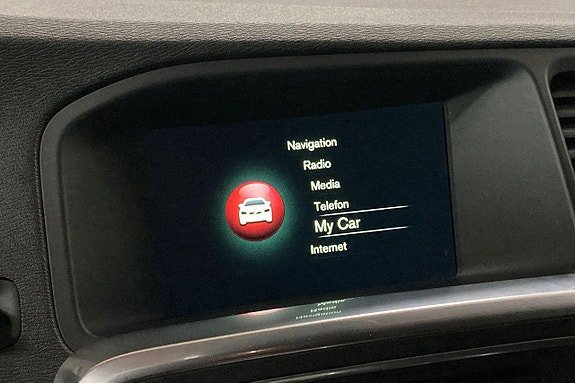 Navigation
Radio
Media
Telefon
My Car
Internet